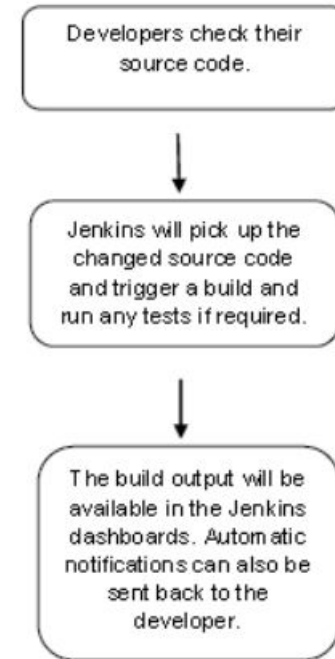 Developers check their
source code.
Jenkins will pick up the
changed source code
and trigger a build and
run any tests if required.
The build output will be
available in the Jenkins
dashboards. Automatic
notifications can also be
sent back to the
developer.